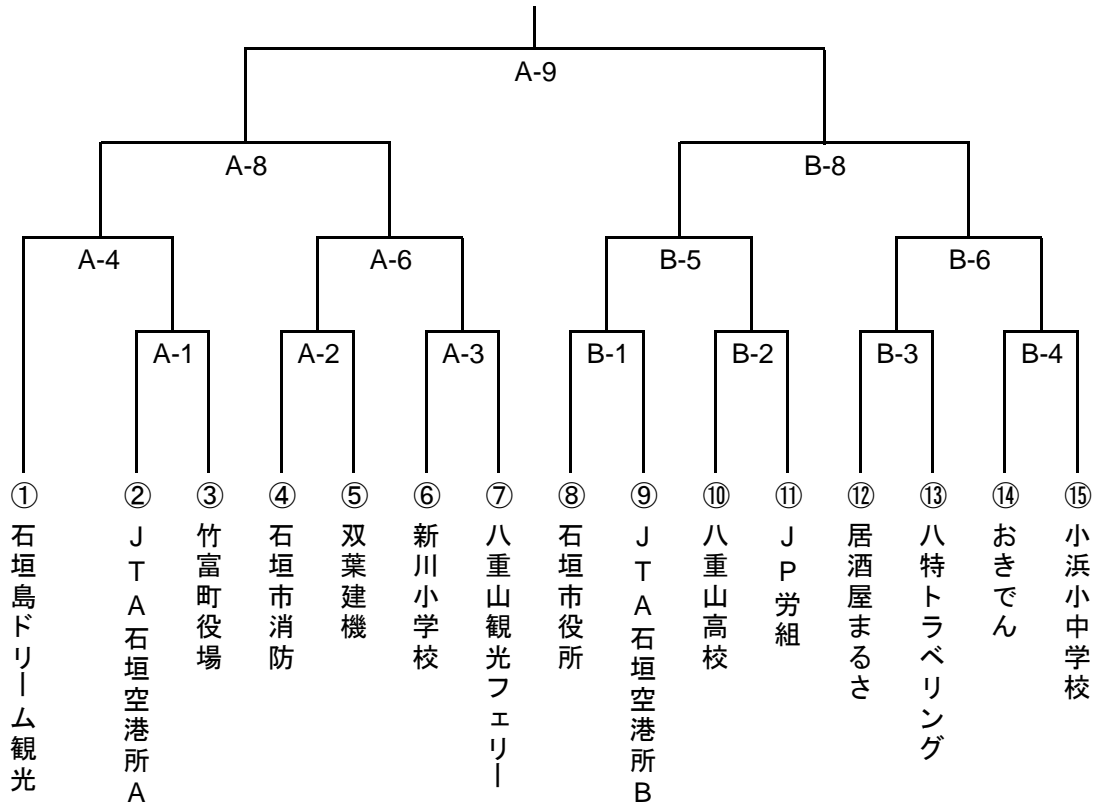 A-9
A-8
B-8
A-4
A-6
B-5
B-6
A-1
A-2
A-3
B-1
B-2
B-3
B-4
① 石垣島ドリーム観光
② JTA石垣空港所A
③ 竹富町役場
④ 石垣市消防
⑤ 双葉建機
⑥ 新川小学校
⑦ 八重山観光フェリー
⑧ 石垣市役所
⑨ JTA石垣空港所B
⑩ 八重山高校
⑪ JP労組
⑫ 居酒屋まるさ
⑬ 八特トラベリング
⑭ おきでん
⑮ 小浜小中学校